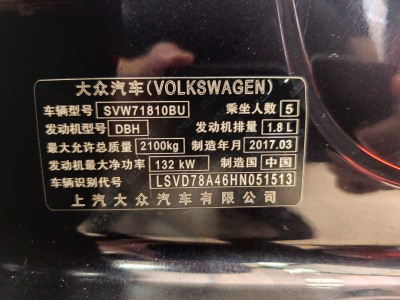 大众汽车(VOLKSWAGEN)
车辆型号 SVW71810BU 乘坐人数 5
发动机型号 DBH 发动机排量 1.8 L
最大允许总质量 2100kg 制造年月 2017.03
发动机最大净功率 132 kW 制造国 中国
车辆识别代号 LSVD78A46HN051513
上汽大众汽车有限公司